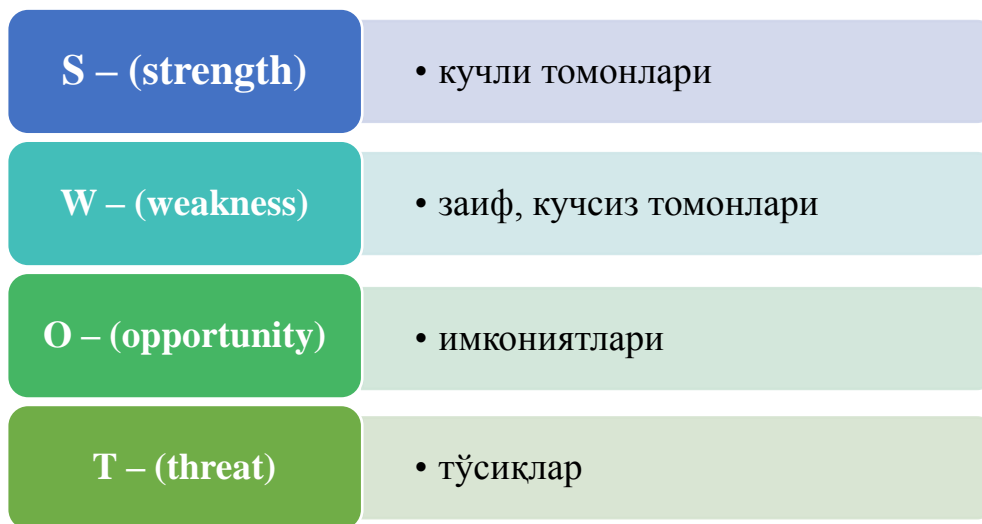 S – (strength)
• кучли томонлари
W – (weakness)
• заиф, кучсиз томонлари
O – (opportunity)
• имкониятлари
T – (threat)
• тўсиқлар